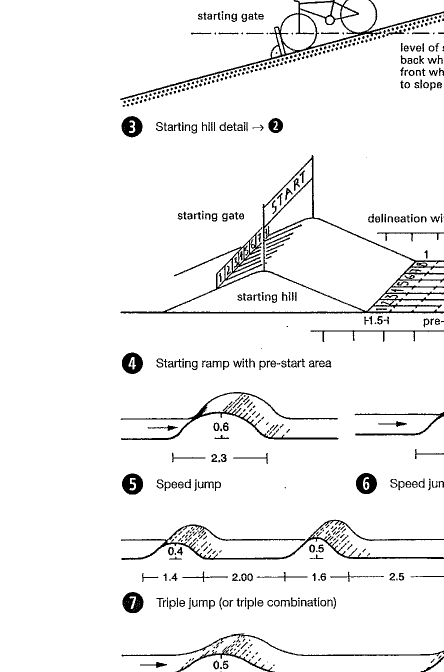 starting gate
level of s
back wh
front wh
to slope
3 Starting hill detail → 2
START
starting gate
delineation wi
1
starting hill
1.5
pre-
4 Starting ramp with pre-start area
0.6
2.3
5 Speed jump
6 Speed jum
0.4 0.5
1.4 2.00 1.6 2.5
7 Triple jump (or triple combination)
0.5